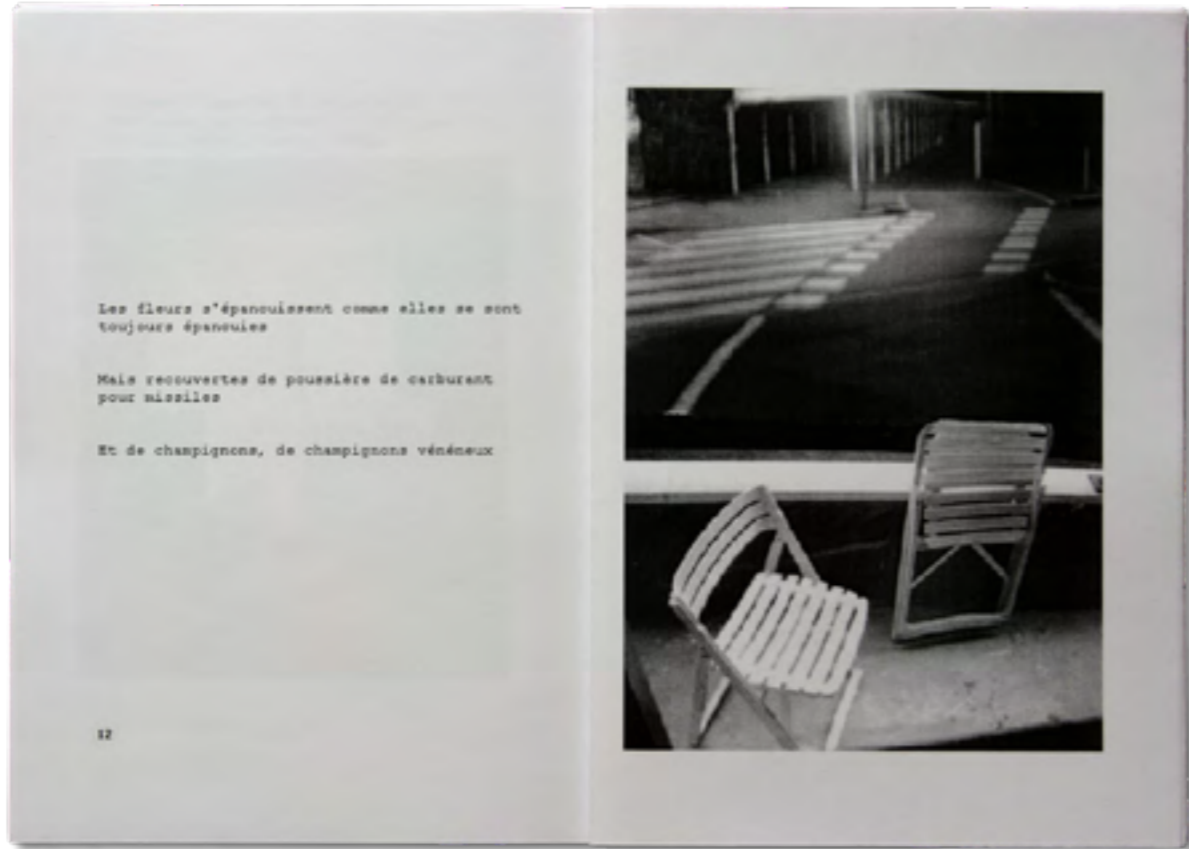 Les fleurs s'épanouissent comme elles se sont
toujours épanouies
Mais recouvertes de poussière de carburant
pour missiles
Et de champignons, de champignons vénéneux
12